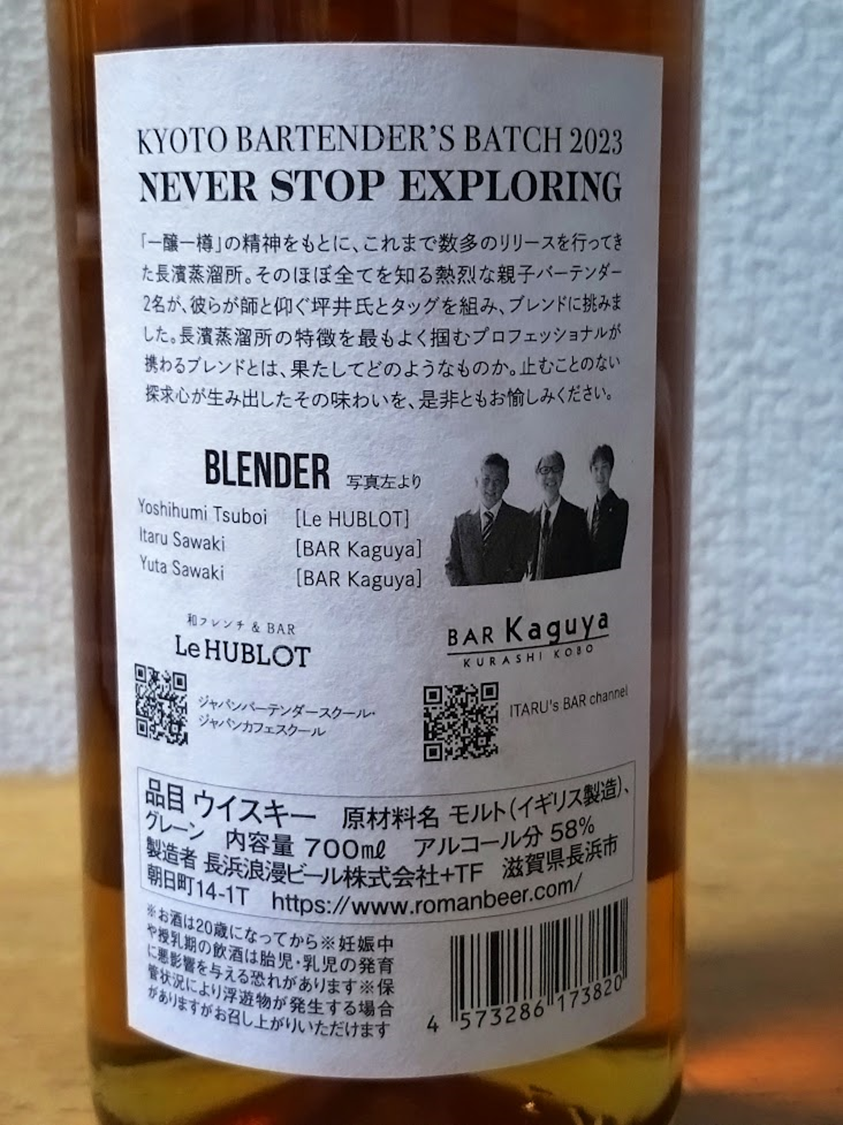 KYOTO BARTENDER'S BATCH 2023
NEVER STOP EXPLORING
「一醸一樽」の精神をもとに、これまで数多のリリースを行ってき
た長濱蒸溜所。そのほぼ全てを知る熱烈な親子バーテンダー
2名が、彼らが師と仰ぐ坪井氏とタッグを組み、ブレンドに挑みま
した。長濱蒸溜所の特徴を最もよく掴むプロフェッショナルが
携わるブレンドとは、果たしてどのようなものか。止むことのない
探求心が生み出したその味わいを、是非ともお愉しみください。
BLENDER 写真左より
Yoshihumi Tsuboi [Le HUBLOT]
Itaru Sawaki [BAR Kaguya]
Yuta Sawaki [BAR Kaguya]
和フレンチ & BAR
Le HUBLOT
ジャパンバーテンダースクール・
ジャパンカフェスクール
BAR Kaguya
KURASHI KOBO
ITARU's BAR channel
品目 ウイスキー 原材料名 モルト(イギリス製造)、
グレーン 内容量 700㎖ アルコール分 58%
製造者 長浜浪漫ビール株式会社+TF 滋賀県長浜市
朝日町14-1T https://www.romanbeer.com/
※お酒は20歳になってから※妊娠中
や授乳期の飲酒は胎児・乳児の発育
に悪影響を与える恐れがあります※保
管状況により浮遊物が発生する場合
がありますがお召し上がりいただけます
4 573286 173820